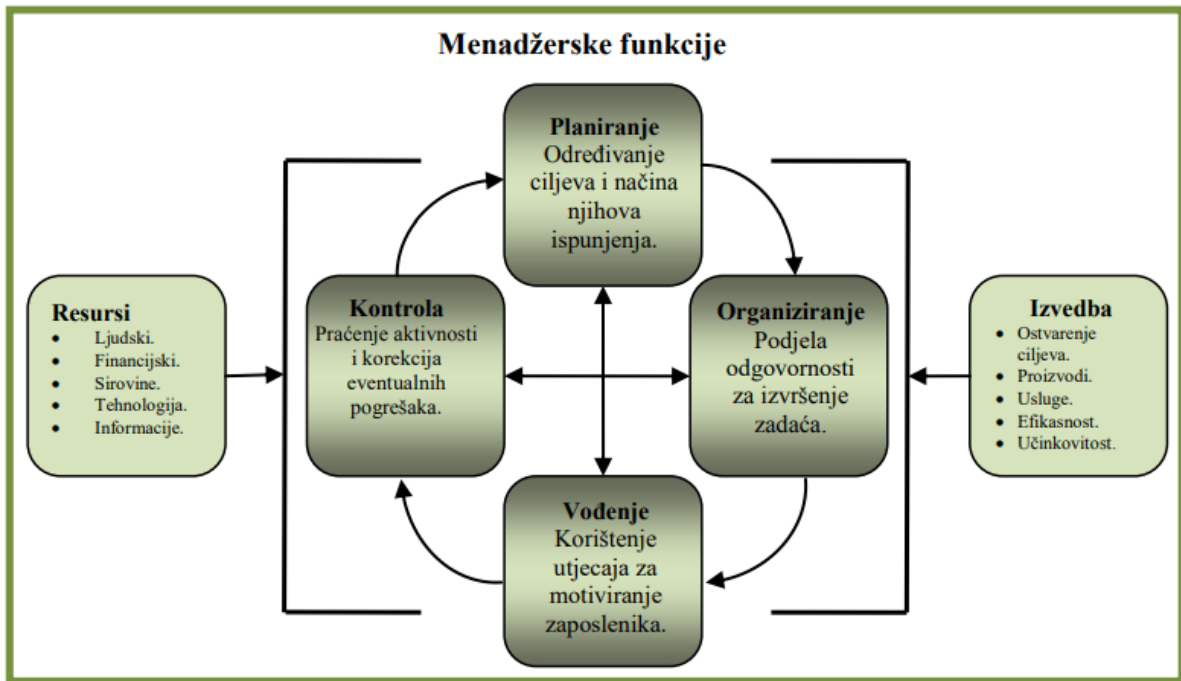 Menadžerske funkcije
Planiranje
Određivanje
ciljeva i načina
njihova
ispunjenja.
Resursi
• Ljudski.
• Financijski.
• Sirovine.
• Tehnologija.
• Informacije.
Kontrola
Praćenje aktivnosti
i korekcija
eventualnih
pogrešaka.
Organiziranje
Podjela
odgovornosti
za izvršenje
zadaća.
Izvedba
• Ostvarenje
ciljeva.
• Proizvodi.
• Usluge.
• Efikasnost.
• Učinkovitost.
Vođenje
Korištenje
utjecaja za
motiviranje
zaposlenika.